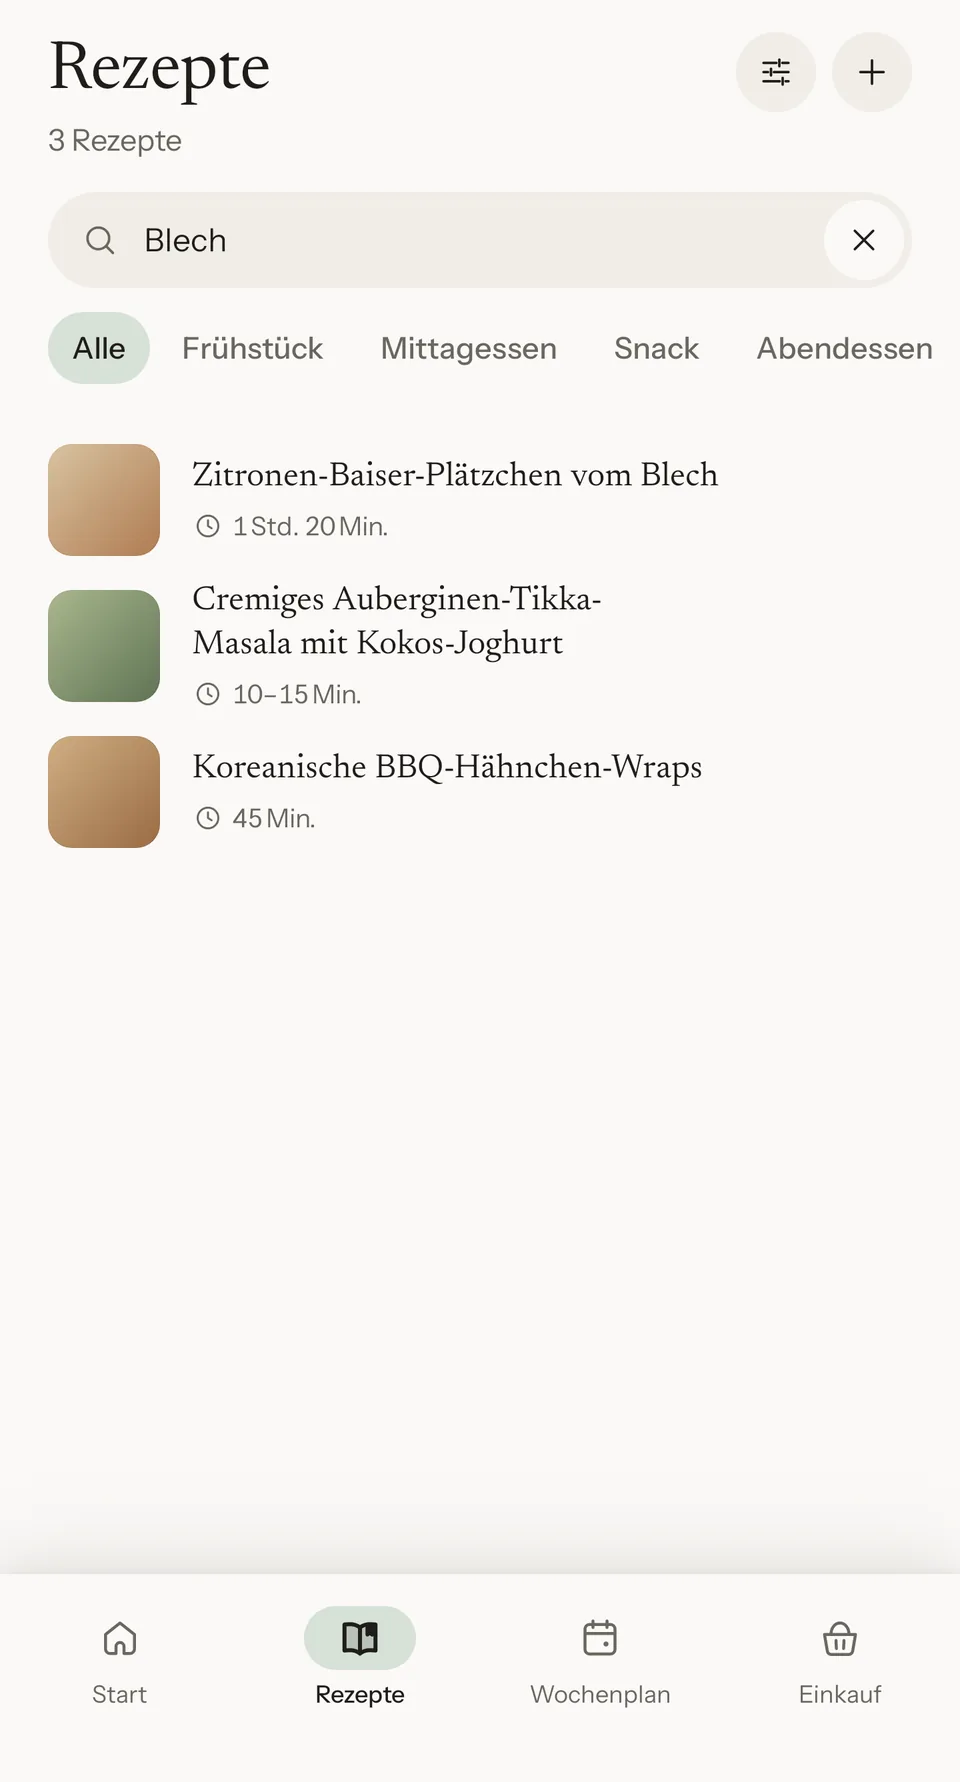 Rezepte
3 Rezepte
Blech
Alle Frühstück Mittagessen Snack Abendessen
Zitronen-Baiser-Plätzchen vom Blech
1 Std. 20 Min.
Cremiges Auberginen-Tikka-
Masala mit Kokos-Joghurt
10–15 Min.
Koreanische BBQ-Hähnchen-Wraps
45 Min.
Start Rezepte Wochenplan Einkauf